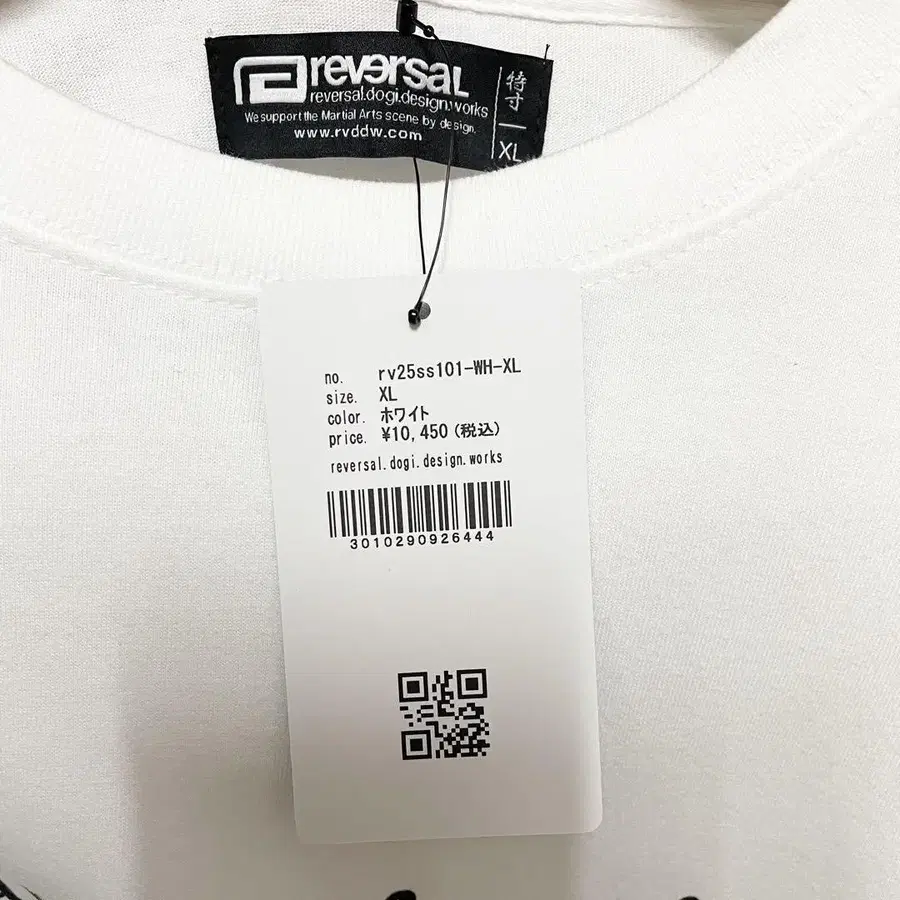 reversal
reversal.dogi.design.works
We support the Martial Arts scene by design.
www.rvddw.com
特寸
XL
no. rv25ss101-WH-XL
size. XL
color. ホワイト
price. ¥10,450(税込)
reversal.dogi.design.works
3010290926444